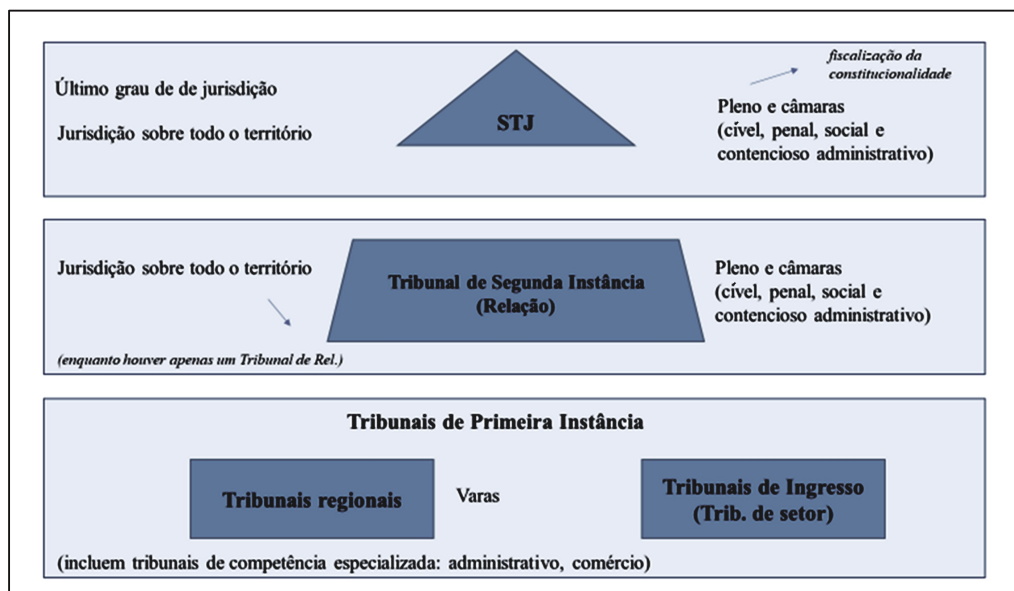 Último grau de de jurisdição
Jurisdição sobre todo o território
STJ
fiscalização da
constitucionalidade
Pleno e câmaras
(cível, penal, social e
contencioso administrativo)
Jurisdição sobre todo o território
(enquanto houver apenas um Tribunal de Rel.)
Tribunal de Segunda Instância
(Relação)
Pleno e câmaras
(cível, penal, social e
contencioso administrativo)
Tribunais de Primeira Instância
Tribunais regionais
Varas
Tribunais de Ingresso
(Trib. de setor)
(incluem tribunais de competência especializada: administrativo, comércio)